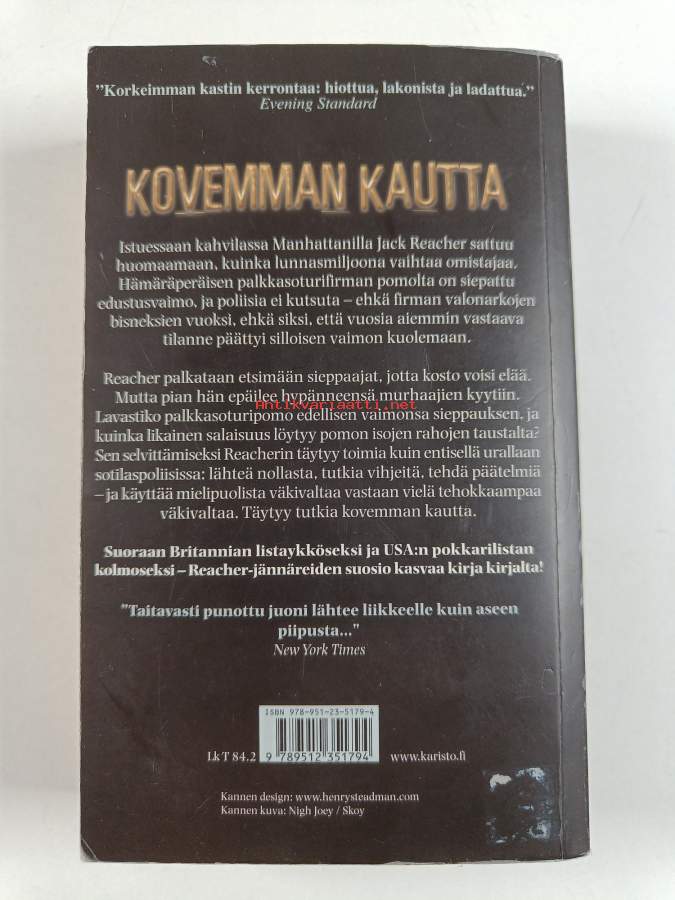 "Korkeimman kastin kerrontaa: hiottua, lakonista ja ladattua."
Evening Standard
KOVEMMAN KAUTTA
Istuessaan kahvilassa Manhattanilla Jack Reacher sattuu
huomaamaan, kuinka lunnasmiljoona vaihtaa omistajaa.
Hämäräperäisen palkkasoturifirman pomolta on siepattu
edustusvaimo, ja poliisia ei kutsuta – ehkä firman valonarkojen
bisneksien vuoksi, ehkä siksi, että vuosia aiemmin vastaava
tilanne päättyi silloisen vaimon kuolemaan.
Reacher palkataan etsimään sieppaajat, jotta kosto voisi elää.
Mutta pian hän epäilee hypänneensä murhaajien kyytiin.
Antikvariaatti.net
Lavastiko palkkasoturipomo edellisen vaimonsa sieppauksen, ja
kuinka likainen salaisuus löytyy pomon isojen rahojen taustalta?
Sen selvittämiseksi Reacherin täytyy toimia kuin entisellä urallaan
sotilaspoliisissa: lähteä nollasta, tutkia vihjeitä, tehdä päätelmiä
– ja käyttää mielipuolista väkivaltaa vastaan vielä tehokkaampaa
väkivaltaa. Täytyy tutkia kovemman kautta.
Suoraan Britannian listaykköseksi ja USA:n pokkarilistan
kolmoseksi – Reacher-jännäreiden suosio kasvaa kirja kirjalta!
"Taitavasti punottu juoni lähtee liikkeelle kuin aseen
piipusta..."
New York Times
ISBN 978-951-23-5179-4
Lk T 84.2
9 789512 351794
www.karisto.fi
Kannen design: www.henrysteadman.com
Kannen kuva: Nigh Joey / Skoy